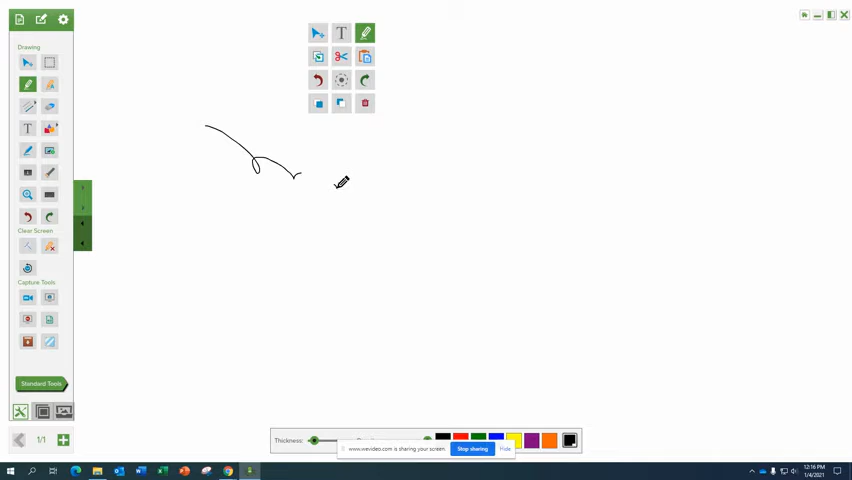 Drawing
T
T
Clear Screen
Capture Tools
Standard Tools
1/1
Thickness:
www.wevideo.com is sharing your screen.
Stop sharing
Hide
12:16 PM
1/4/2021